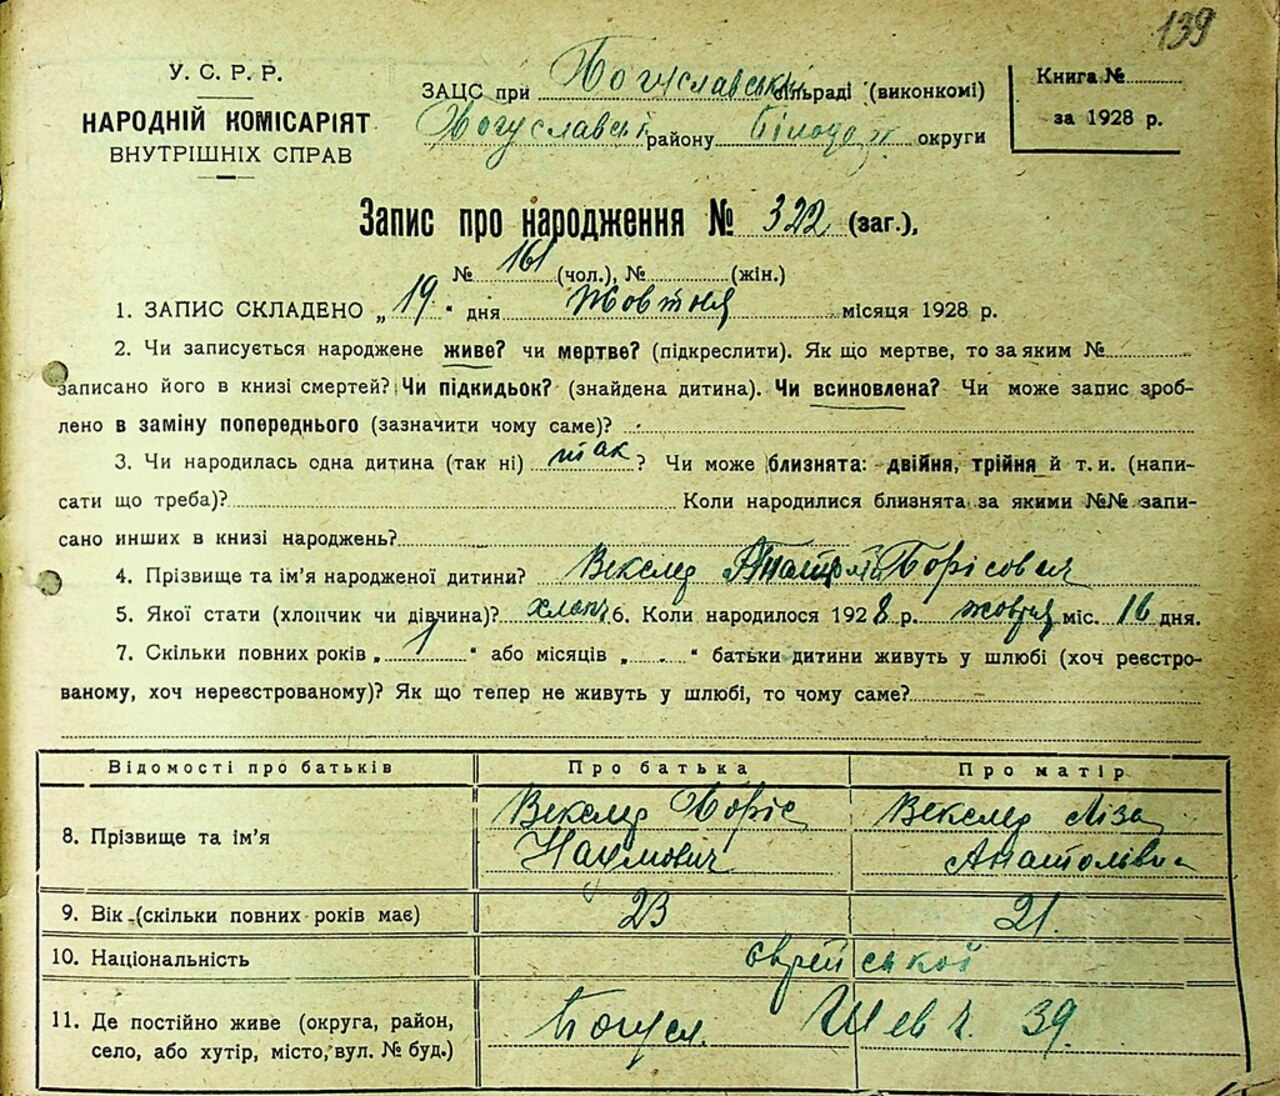 139
У. С. Р. Р.
НАРОДНІЙ КОМІСАРІЯТ
ВНУТРІШНІХ СПРАВ
ЗАЦС при Богуславській сільраді (виконкомі)
Богуславськ району Білоцерк округи
Книга №
за 1928 р.
Запис про народження № 322 (заг.),
№ 161 (чол.), № (жін.)
1. ЗАПИС СКЛАДЕНО „19“ дня Жовтня місяця 1928 р.
2. Чи записується народжене живе? чи мертве? (підкреслити). Як що мертве, то за яким №
записано його в книзі смертей? Чи підкидьок? (знайдена дитина). Чи всиновлена? Чи може запис зроб-
лено в заміну попереднього (зазначити чому саме)?
3. Чи народилась одна дитина (так ні) так? Чи може близнята: двійня, трійня й т. и. (напи-
сати що треба)? Коли народилися близнята за якими №№ запи-
сано инших в книзі народжень?
4. Прізвище та ім'я народженої дитини? Векслер Анатолій Борісович
5. Якої стати (хлопчик чи дівчина)? хлопч 6. Коли народилося 1928 р. жовтня міс. 16 дня.
7. Скільки повних років „1“ або місяців „ “ батьки дитини живуть у шлюбі (хоч реєстро-
ваному, хоч нереєстрованому)? Як що тепер не живуть у шлюбі, то чому саме?
Відомості про батьків Про батька Про матір
8. Прізвище та ім'я Векслер Боріс Наумович Векслер Ліза Анатолівна
9. Вік (скільки повних років має) 23 21.
10. Національність єврейської
11. Де постійно живе (округа, район,
село, або хутір, місто, вул. № буд.) Богусл. Шевч. 39.